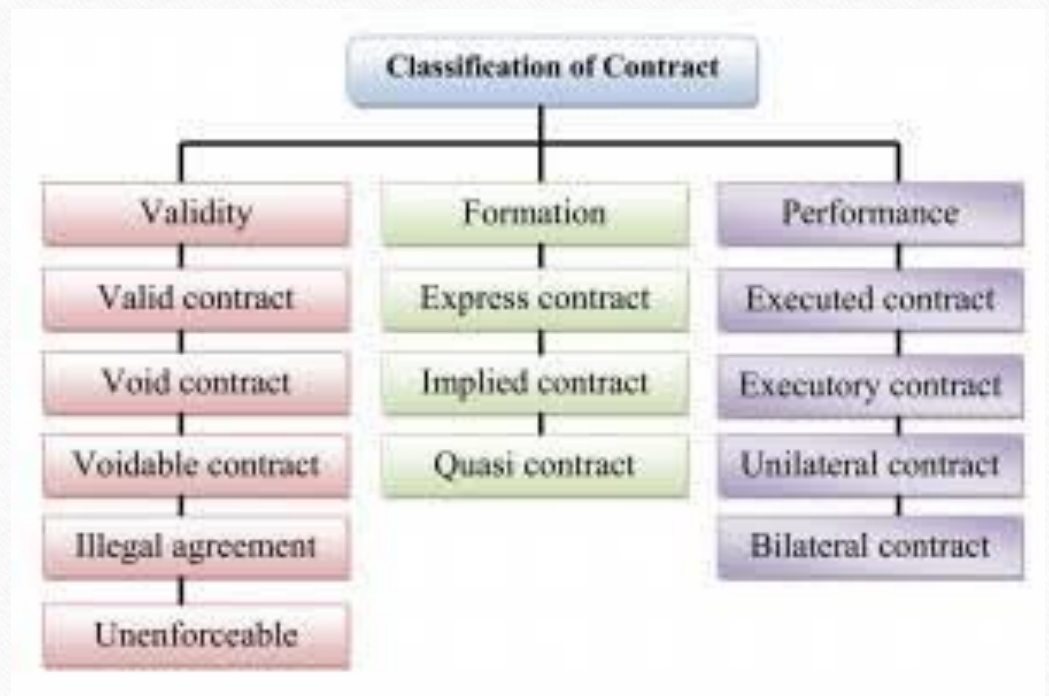 Classification of Contract
Validity
Valid contract
Void contract
Voidable contract
Illegal agreement
Unenforceable
Formation
Express contract
Implied contract
Quasi contract
Performance
Executed contract
Executory contract
Unilateral contract
Bilateral contract